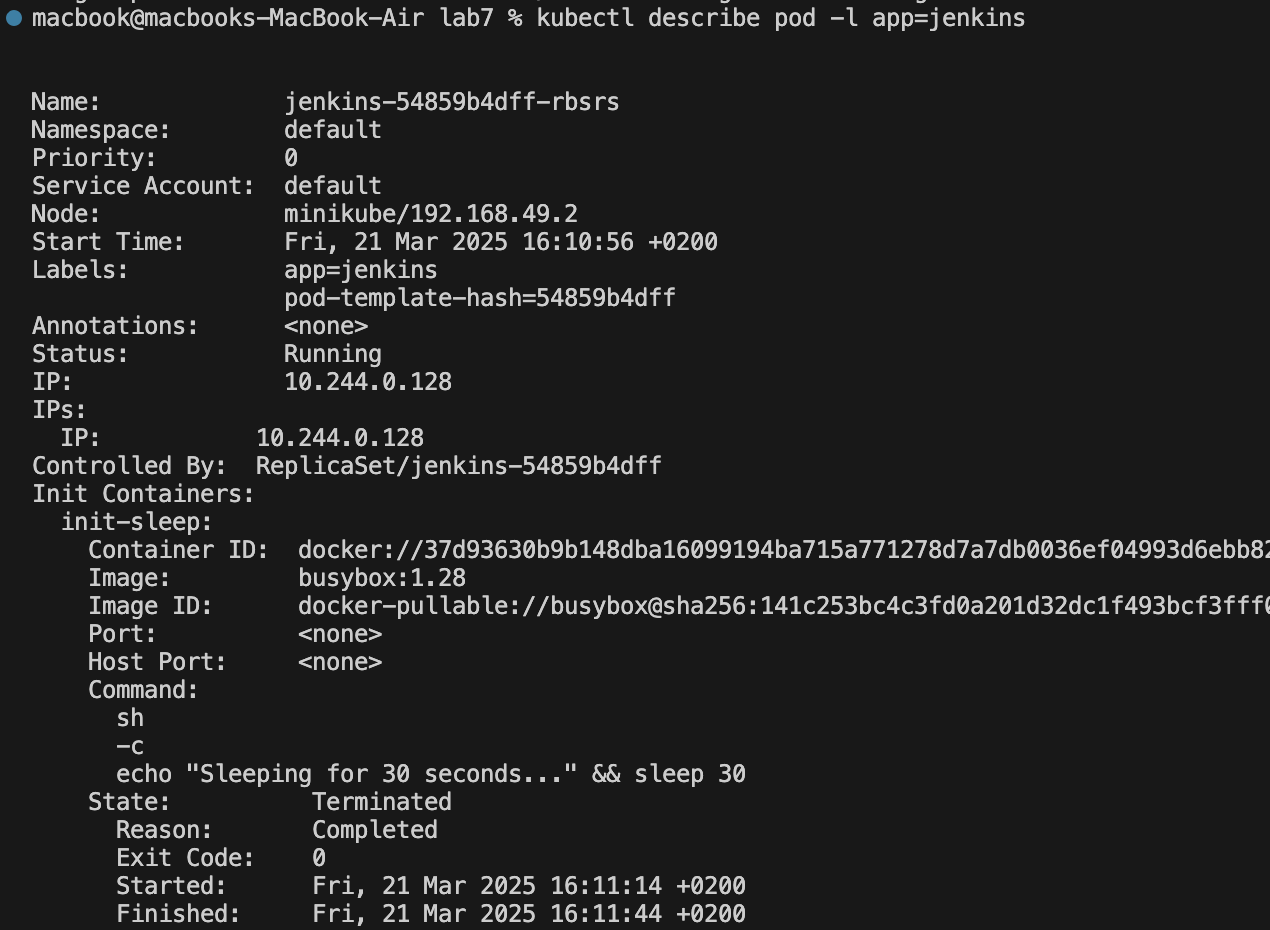 macbook@macbooks-MacBook-Air lab7 % kubectl describe pod -l app=jenkins
Name: jenkins-54859b4dff-rbsrs
Namespace: default
Priority: 0
Service Account: default
Node: minikube/192.168.49.2
Start Time: Fri, 21 Mar 2025 16:10:56 +0200
Labels: app=jenkins
pod-template-hash=54859b4dff
Annotations: <none>
Status: Running
IP: 10.244.0.128
IPs:
IP: 10.244.0.128
Controlled By: ReplicaSet/jenkins-54859b4dff
Init Containers:
init-sleep:
Container ID: docker://37d93630b9b148dba16099194ba715a771278d7a7db0036ef04993d6ebb82
Image: busybox:1.28
Image ID: docker-pullable://busybox@sha256:141c253bc4c3fd0a201d32dc1f493bcf3fff0
Port: <none>
Host Port: <none>
Command:
sh
-c
echo "Sleeping for 30 seconds..." && sleep 30
State: Terminated
Reason: Completed
Exit Code: 0
Started: Fri, 21 Mar 2025 16:11:14 +0200
Finished: Fri, 21 Mar 2025 16:11:44 +0200